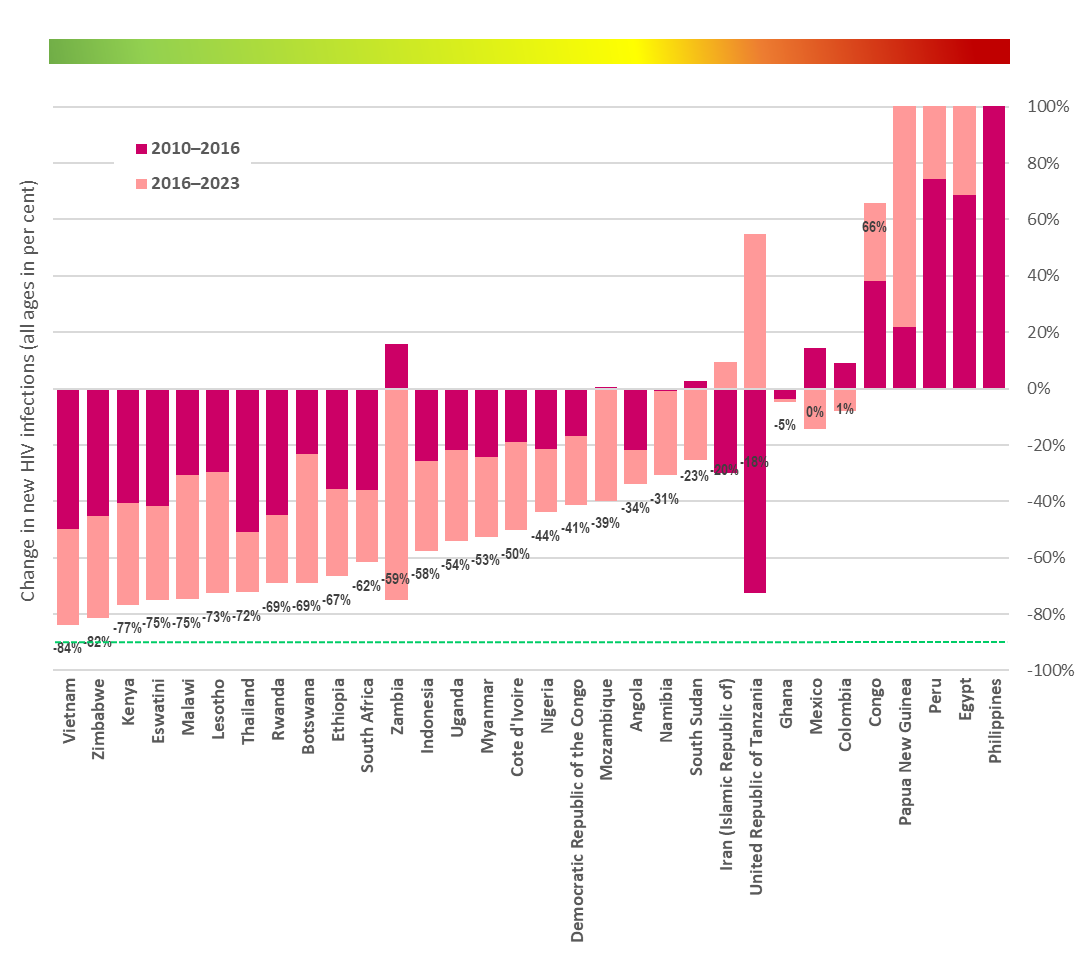 2010–2016
2016–2023
Change in new HIV infections (all ages in per cent)
100%
80%
60%
40%
20%
0%
-20%
-40%
-60%
-80%
-100%
-84%
-82%
-77%
-75%
-75%
-73%
-72%
-69%
-69%
-67%
-62%
-59%
-58%
-54%
-53%
-50%
-44%
-41%
-39%
-34%
-31%
-23%
-20%
-18%
-5%
0%
1%
66%
Vietnam
Zimbabwe
Kenya
Eswatini
Malawi
Lesotho
Thailand
Rwanda
Botswana
Ethiopia
South Africa
Zambia
Indonesia
Uganda
Myanmar
Cote d'Ivoire
Nigeria
Democratic Republic of the Congo
Mozambique
Angola
Namibia
South Sudan
Iran (Islamic Republic of)
United Republic of Tanzania
Ghana
Mexico
Colombia
Congo
Papua New Guinea
Peru
Egypt
Philippines